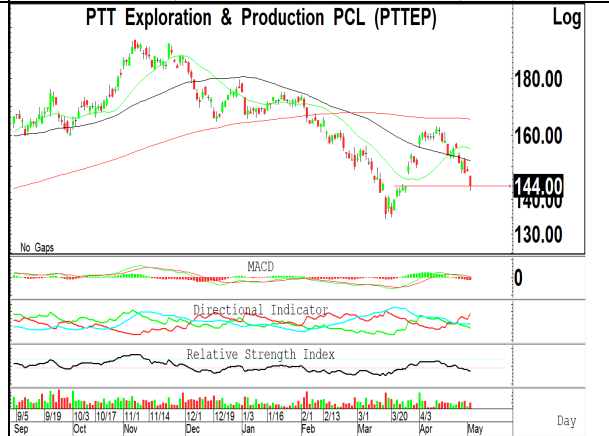 PTT Exploration & Production PCL (PTTEP)
Log
180.00
160.00
144.00
140.00
130.00
No Gaps
MACD
0
Directional Indicator
Relative Strength Index
9/5 9/19 10/3 10/17 11/1 11/14 12/1 12/19 1/3 1/16 2/1 2/13 3/1 3/20 4/3
Sep Oct Nov Dec Jan Feb Mar Apr May
Day